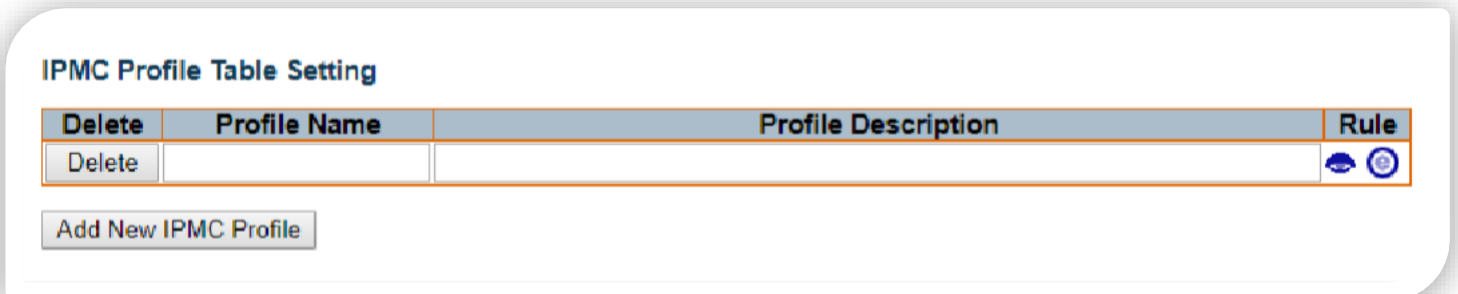 IPMC Profile Table Setting
Delete Profile Name Profile Description Rule
Delete e
Add New IPMC Profile